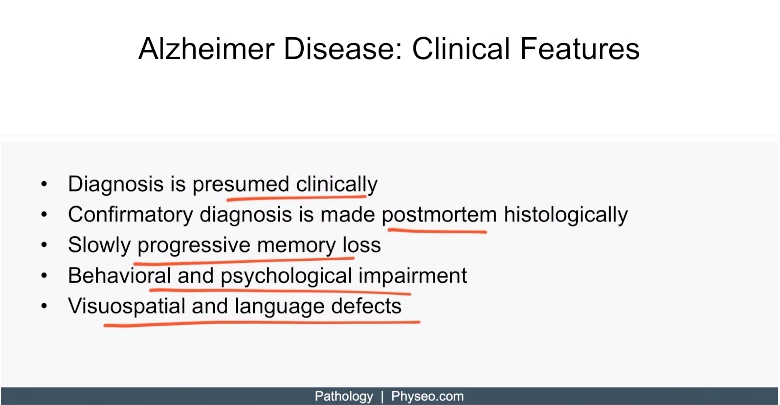 Alzheimer Disease: Clinical Features
• Diagnosis is presumed clinically
• Confirmatory diagnosis is made postmortem histologically
• Slowly progressive memory loss
• Behavioral and psychological impairment
• Visuospatial and language defects
Pathology | Physeo.com